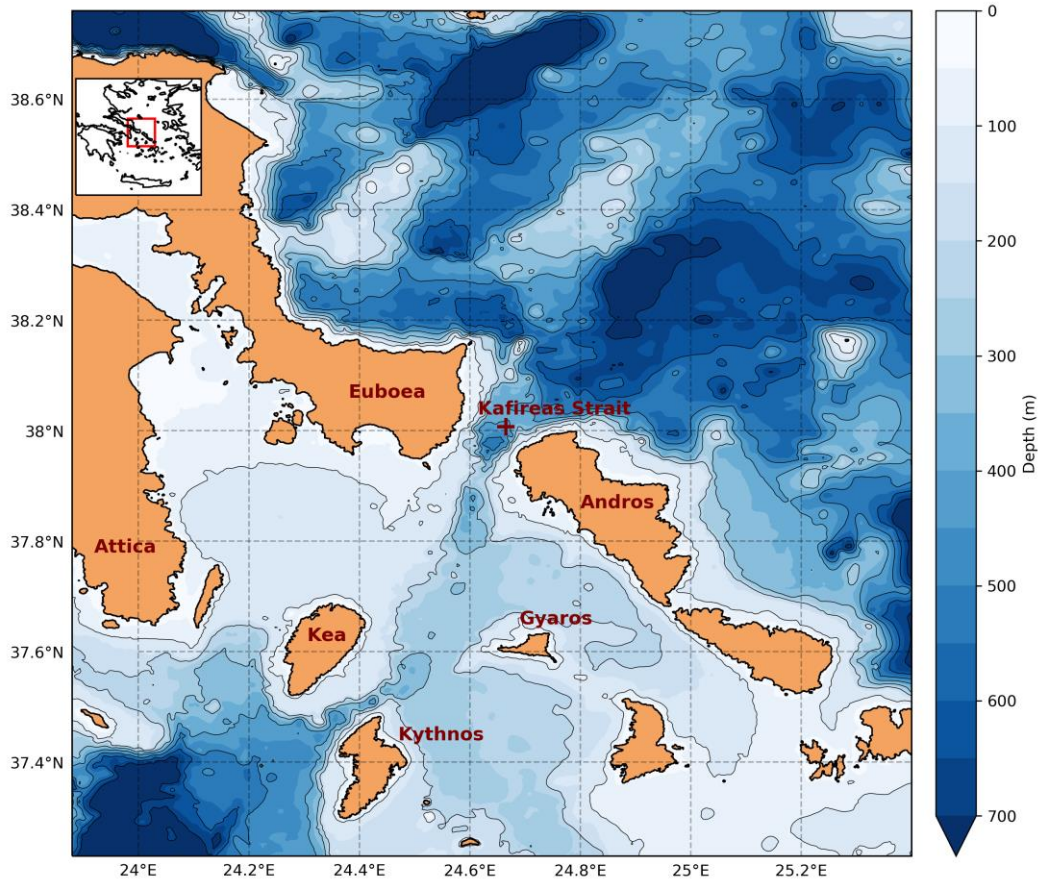 38.6°N
38.4°N
38.2°N
38°N
37.8°N
37.6°N
37.4°N
Euboea
Kafireas Strait
Andros
Attica
Gyaros
Kea
Kythnos
24°E
24.2°E
24.4°E
24.6°E
24.8°E
25°E
25.2°E
0
100
200
300
400
500
600
700
Depth (m)